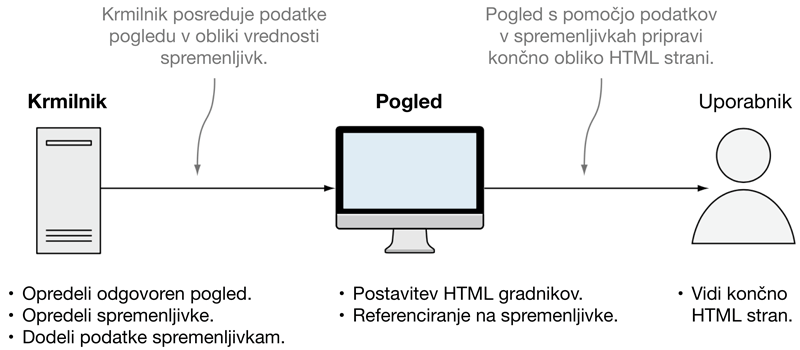 Krmilnik posreduje podatke
pogledu v obliki vrednosti
spremenljivk.
Pogled s pomočjo podatkov
v spremenljivkah pripravi
končno obliko HTML strani.
Krmilnik
Pogled
Uporabnik
• Opredeli odgovoren pogled.
• Opredeli spremenljivke.
• Dodeli podatke spremenljivkam.
• Postavitev HTML gradnikov.
• Referenciranje na spremenljivke.
• Vidi končno
HTML stran.